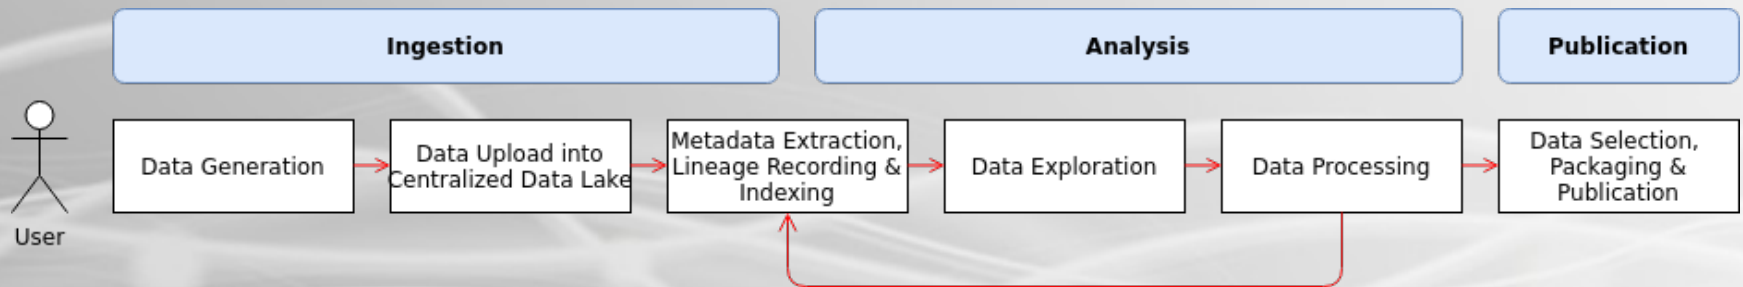 Ingestion
Analysis
Publication
User
Data Generation
Data Upload into
Centralized Data Lake
Metadata Extraction,
Lineage Recording &
Indexing
Data Exploration
Data Processing
Data Selection,
Packaging &
Publication